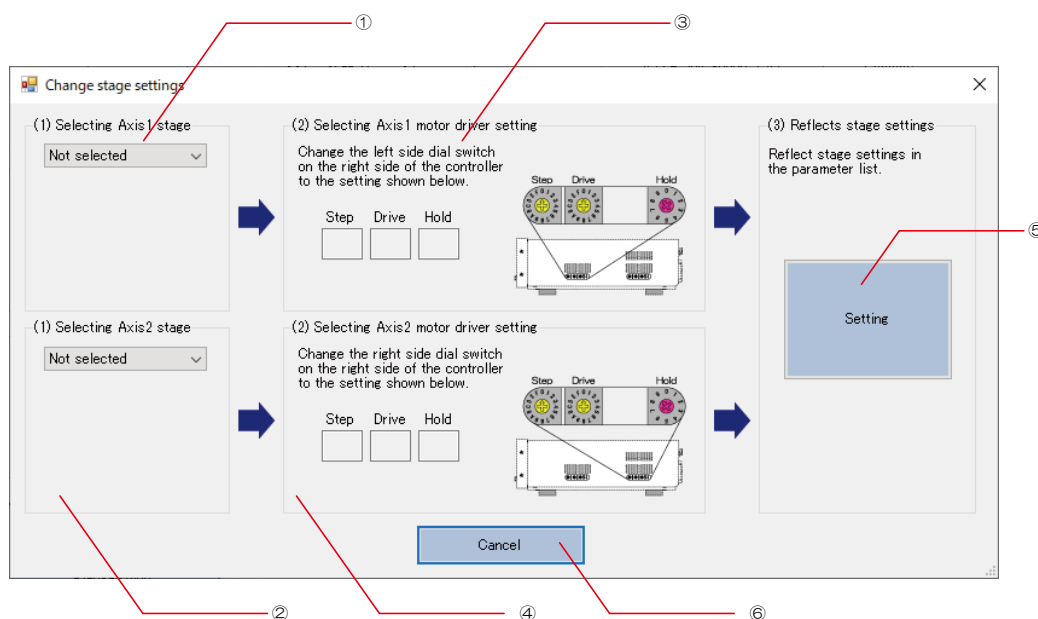 ① ③
Change stage settings
(1) Selecting Axis1 stage
Not selected
(2) Selecting Axis1 motor driver setting
Change the left side dial switch
on the right side of the controller
to the setting shown below.
Step Drive Hold
Step Drive Hold
(3) Reflects stage settings
Reflect stage settings in
the parameter list.
⑤
Setting
(1) Selecting Axis2 stage
Not selected
(2) Selecting Axis2 motor driver setting
Change the right side dial switch
on the right side of the controller
to the setting shown below.
Step Drive Hold
Step Drive Hold
Cancel
② ④ ⑥